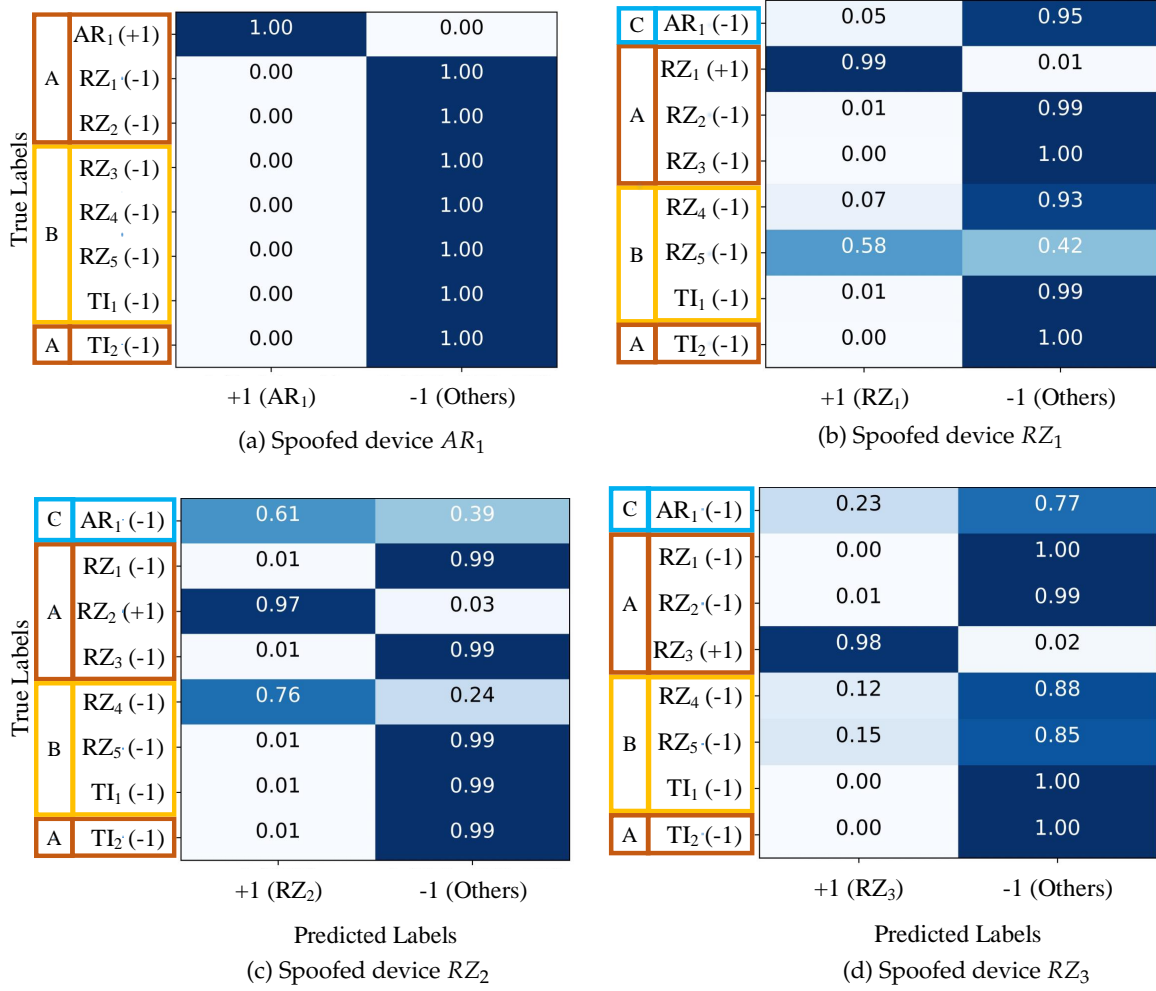 True Labels
A
AR₁ (+1) 1.00 0.00
RZ₁ (-1) 0.00 1.00
RZ₂ (-1) 0.00 1.00
B
RZ₃ (-1) 0.00 1.00
RZ₄ (-1) 0.00 1.00
RZ₅ (-1) 0.00 1.00
TI₁ (-1) 0.00 1.00
A TI₂ (-1) 0.00 1.00
+1 (AR₁) -1 (Others)
(a) Spoofed device AR₁
C AR₁ (-1) 0.05 0.95
A
RZ₁ (+1) 0.99 0.01
RZ₂ (-1) 0.01 0.99
RZ₃ (-1) 0.00 1.00
B
RZ₄ (-1) 0.07 0.93
RZ₅ (-1) 0.58 0.42
TI₁ (-1) 0.01 0.99
A TI₂ (-1) 0.00 1.00
+1 (RZ₁) -1 (Others)
(b) Spoofed device RZ₁
True Labels
C AR₁ (-1) 0.61 0.39
A
RZ₁ (-1) 0.01 0.99
RZ₂ (+1) 0.97 0.03
RZ₃ (-1) 0.01 0.99
B
RZ₄ (-1) 0.76 0.24
RZ₅ (-1) 0.01 0.99
TI₁ (-1) 0.01 0.99
A TI₂ (-1) 0.01 0.99
+1 (RZ₂) -1 (Others)
Predicted Labels
(c) Spoofed device RZ₂
C AR₁ (-1) 0.23 0.77
A
RZ₁ (-1) 0.00 1.00
RZ₂ (-1) 0.01 0.99
RZ₃ (+1) 0.98 0.02
B
RZ₄ (-1) 0.12 0.88
RZ₅ (-1) 0.15 0.85
TI₁ (-1) 0.00 1.00
A TI₂ (-1) 0.00 1.00
+1 (RZ₃) -1 (Others)
Predicted Labels
(d) Spoofed device RZ₃